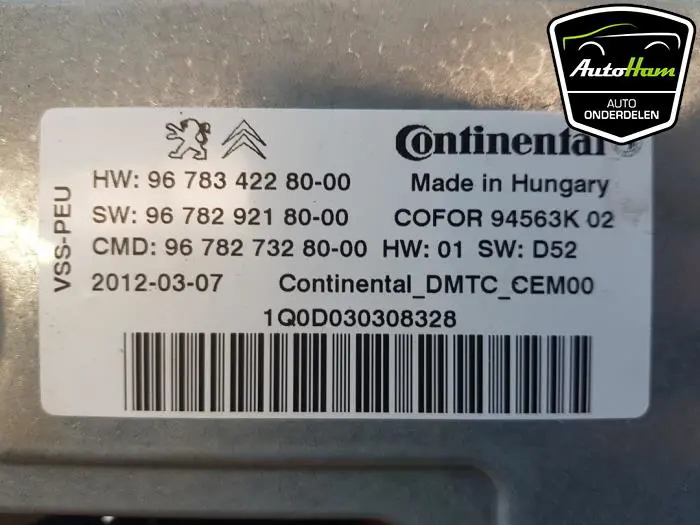 AutoHam
AUTO
ONDERDELEN
Continental
VSS-PEU
HW: 96 783 422 80-00
Made in Hungary
SW: 96 782 921 80-00
COFOR 94563K 02
CMD: 96 782 732 80-00 HW: 01 SW: D52
2012-03-07
Continental_DMTC_CEM00
1Q0D030308328